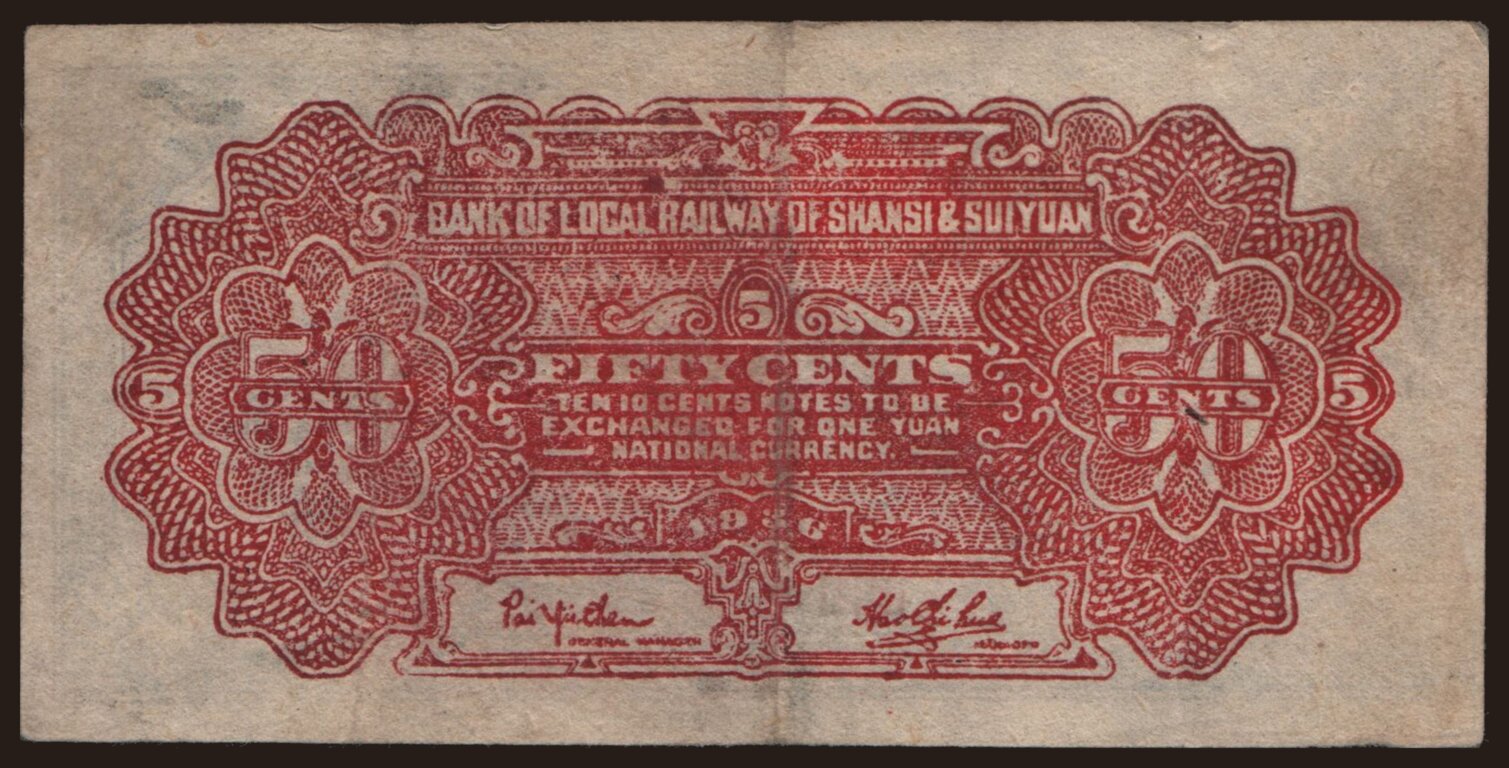 BANK OF LOCAL RAILWAY OF SHANSI & SUIYUAN
5
50 CENTS
50 CENTS
5
5
FIFTY CENTS
TEN 10 CENTS NOTES TO BE
EXCHANGED FOR ONE YUAN
NATIONAL CURRENCY.
1936
GENERAL MANAGER